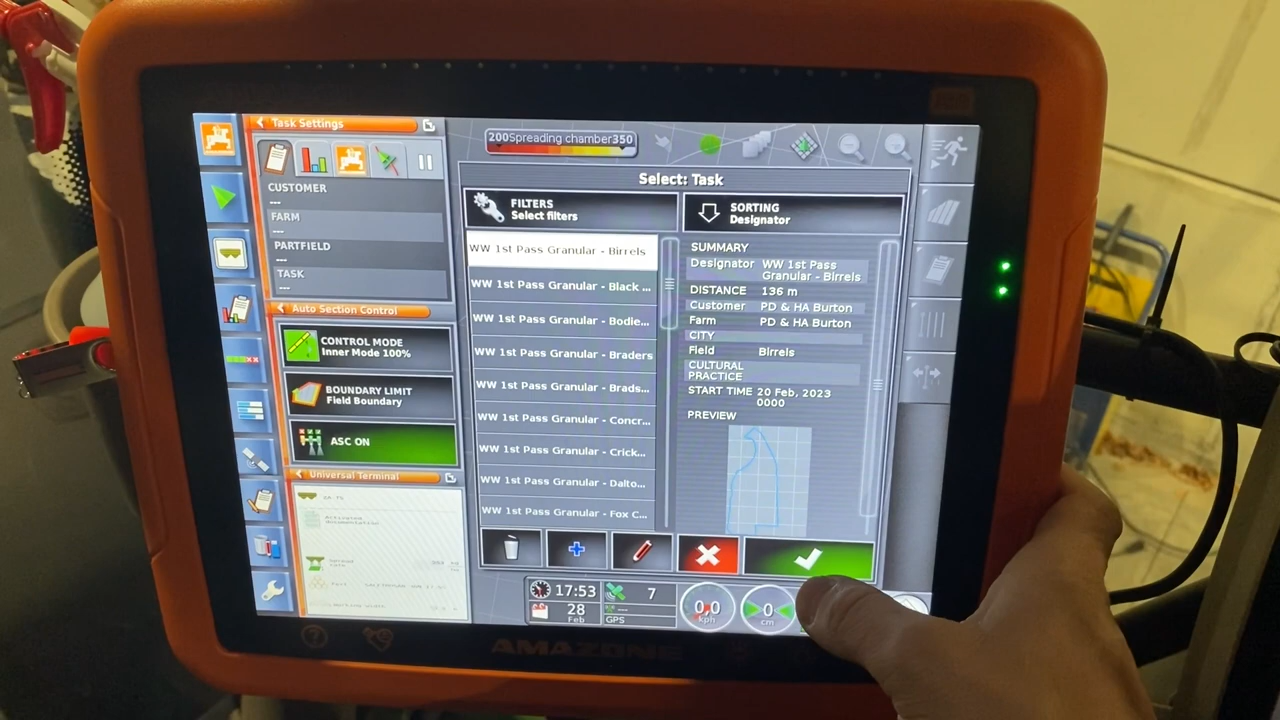 Task Settings
CUSTOMER
---
FARM
---
PARTFIELD
---
TASK
---
Auto Section Control
CONTROL MODE
Inner Mode 100%
BOUNDARY LIMIT
Field Boundary
ASC ON
Universal Terminal
200Spreading chamber350
Select: Task
FILTERS
Select filters
SORTING
Designator
WW 1st Pass Granular - Birrels
WW 1st Pass Granular - Black ...
WW 1st Pass Granular - Bodie...
WW 1st Pass Granular - Braders
WW 1st Pass Granular - Brads...
WW 1st Pass Granular - Concr...
WW 1st Pass Granular - Crick...
WW 1st Pass Granular - Dalto...
WW 1st Pass Granular - Fox C...
SUMMARY
Designator WW 1st Pass
Granular - Birrels
DISTANCE 136 m
Customer PD & HA Burton
Farm PD & HA Burton
CITY
Field Birrels
CULTURAL
PRACTICE
START TIME 20 Feb, 2023
0000
PREVIEW
17:53
28
Feb
7
---
GPS
0.0
kph
0
cm
AMAZONE